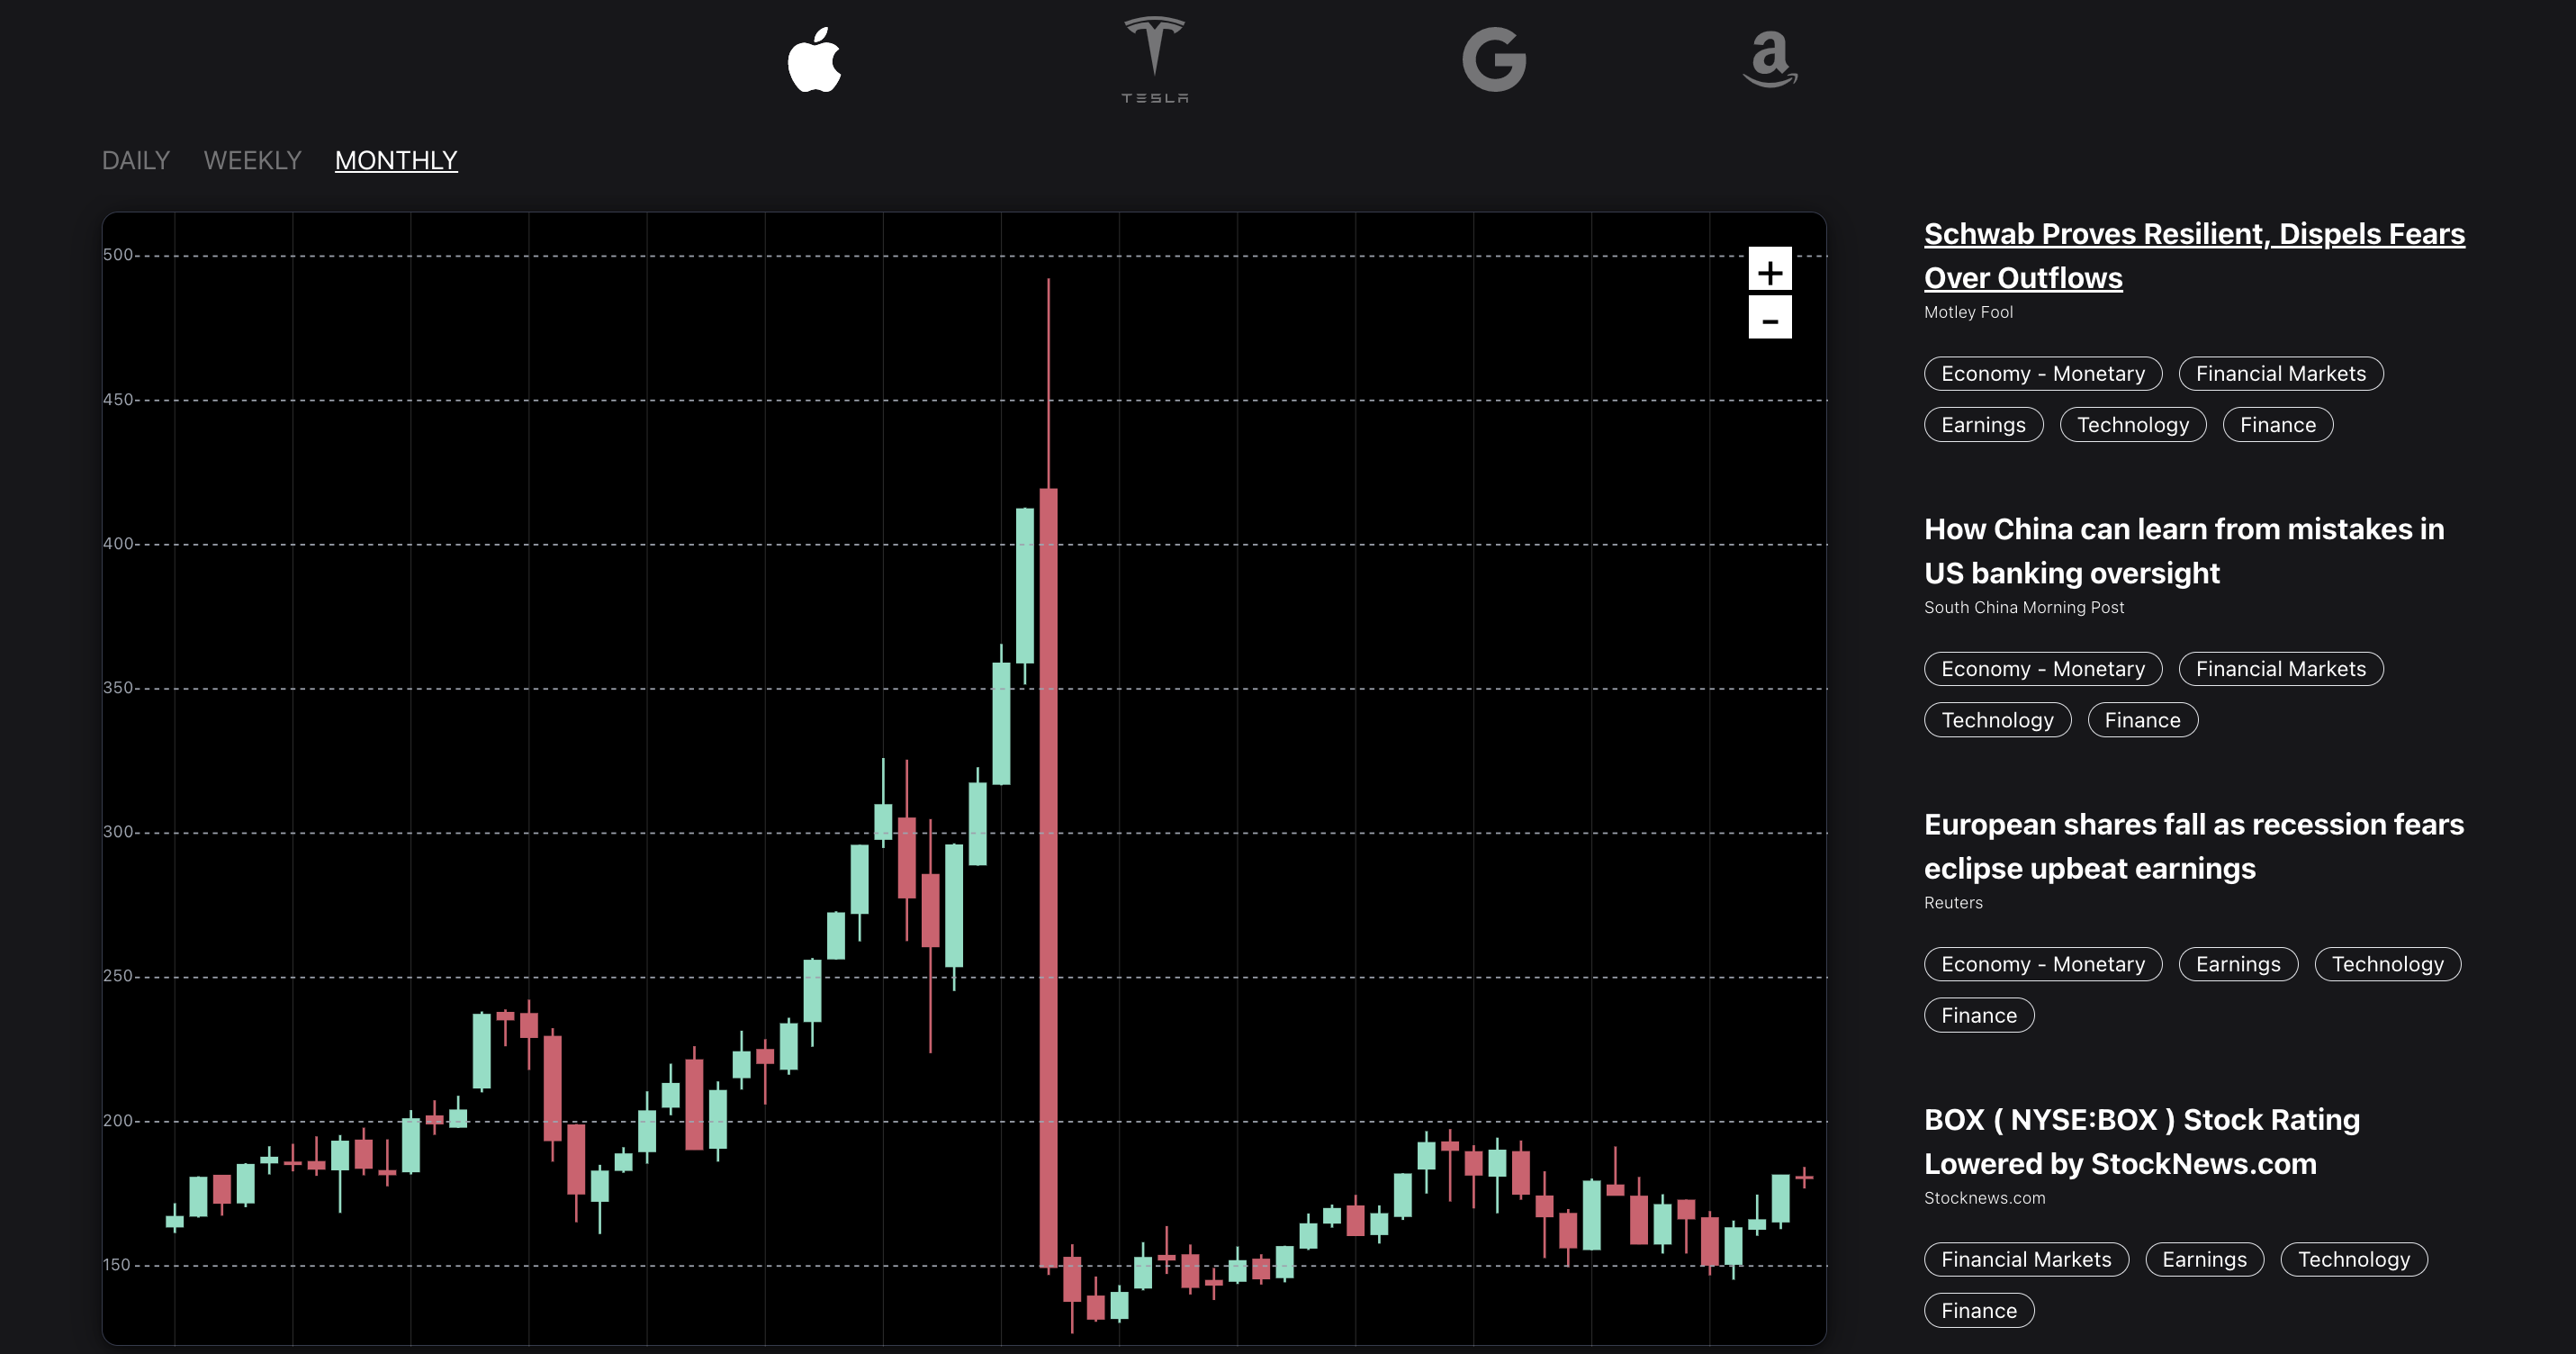 TESLA
DAILY WEEKLY MONTHLY
500
450
400
350
300
250
200
150
+
-
Schwab Proves Resilient, Dispels Fears
Over Outflows
Motley Fool
Economy - Monetary Financial Markets
Earnings Technology Finance
How China can learn from mistakes in
US banking oversight
South China Morning Post
Economy - Monetary Financial Markets
Technology Finance
European shares fall as recession fears
eclipse upbeat earnings
Reuters
Economy - Monetary Earnings Technology
Finance
BOX ( NYSE:BOX ) Stock Rating
Lowered by StockNews.com
Stocknews.com
Financial Markets Earnings Technology
Finance